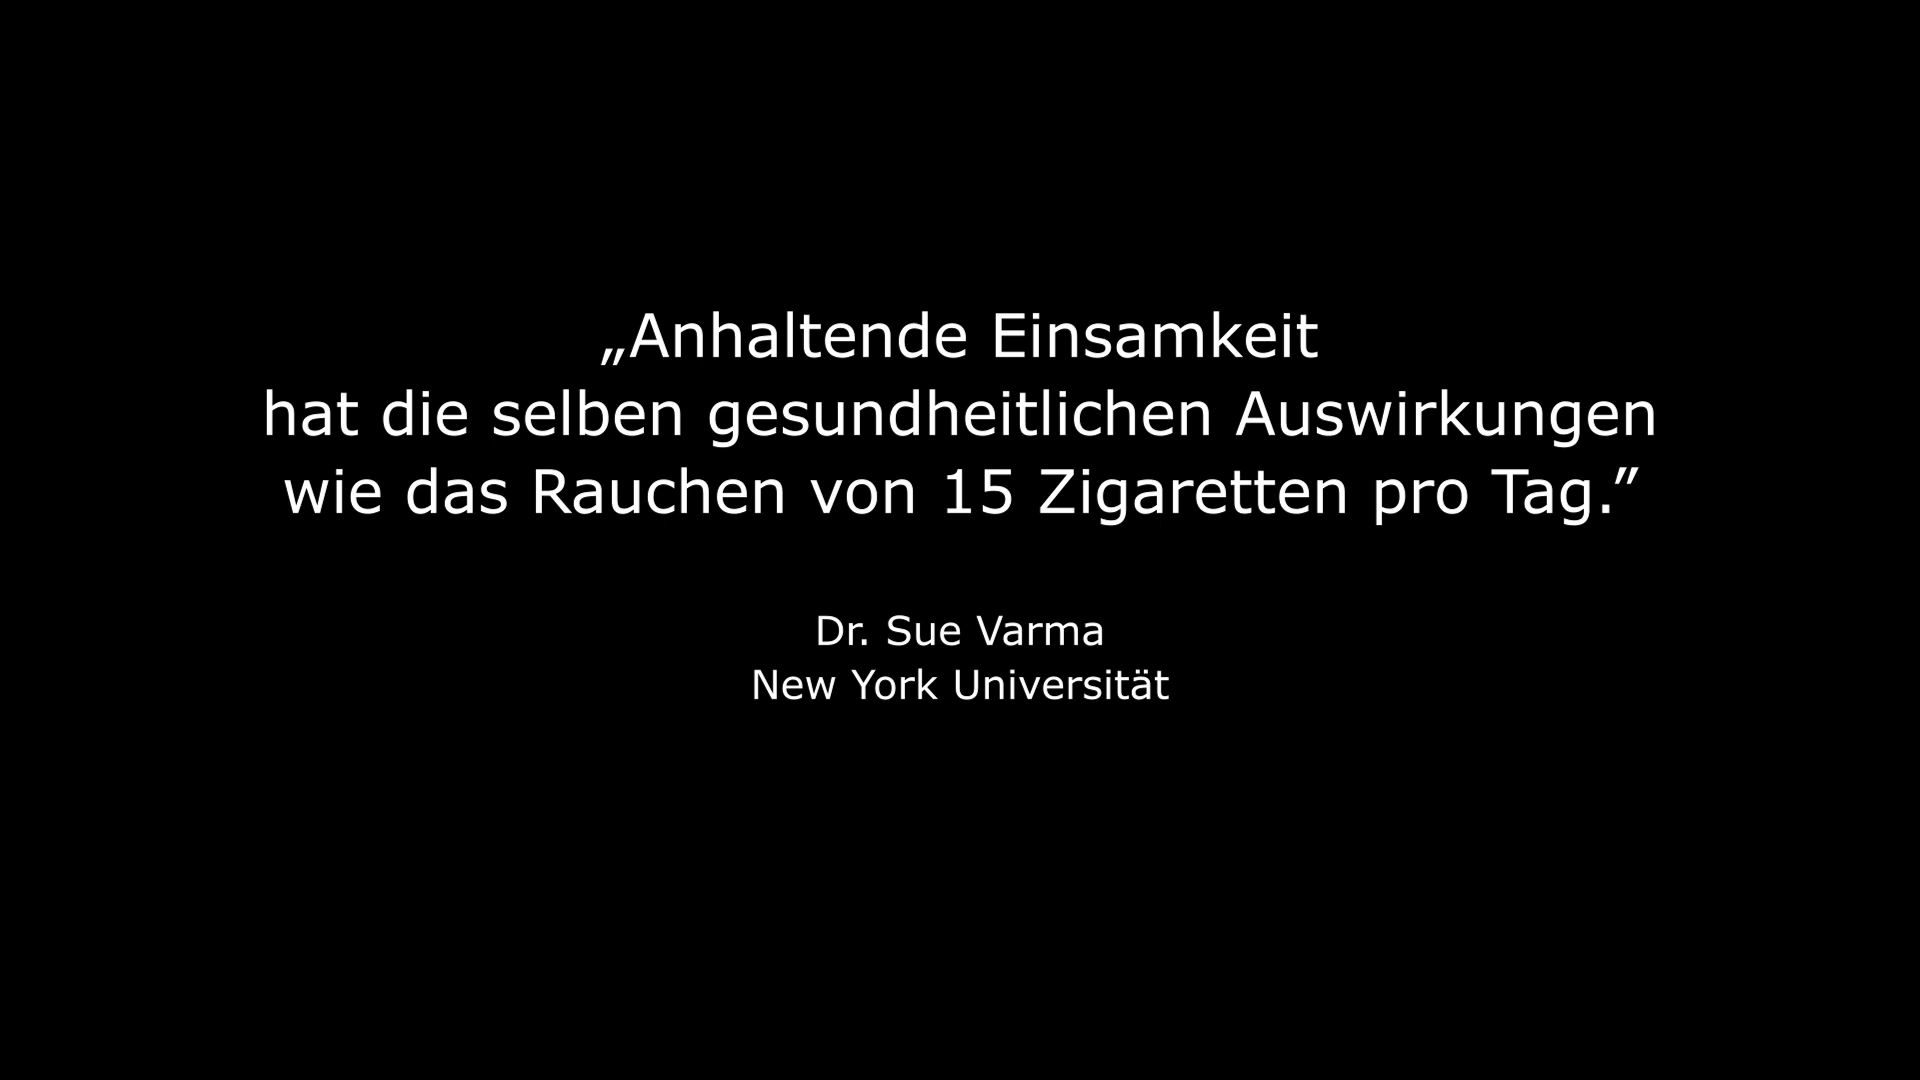 „Anhaltende Einsamkeit
hat die selben gesundheitlichen Auswirkungen
wie das Rauchen von 15 Zigaretten pro Tag.”
Dr. Sue Varma
New York Universität